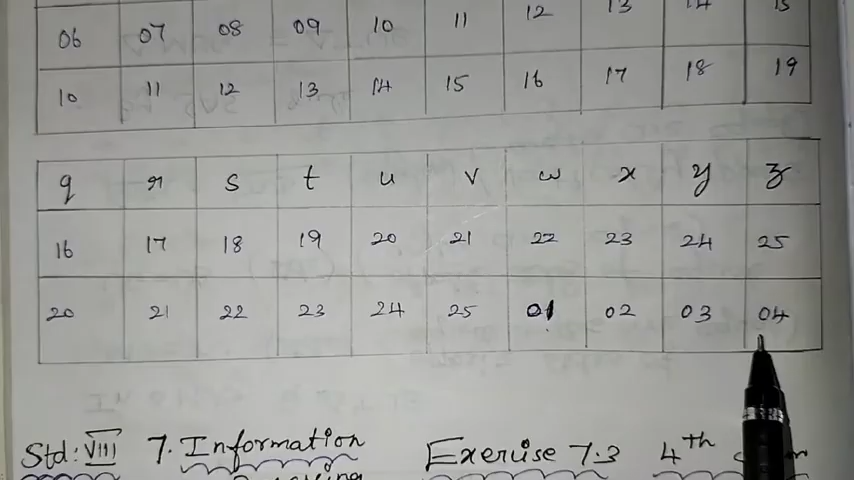 06 07 08 09 10 11 12 13 14 15
10 11 12 13 14 15 16 17 18 19
q r s t u v w x y z
16 17 18 19 20 21 22 23 24 25
20 21 22 23 24 25 01 02 03 04
Std: VIII 7. Information Exercise 7.3 4th